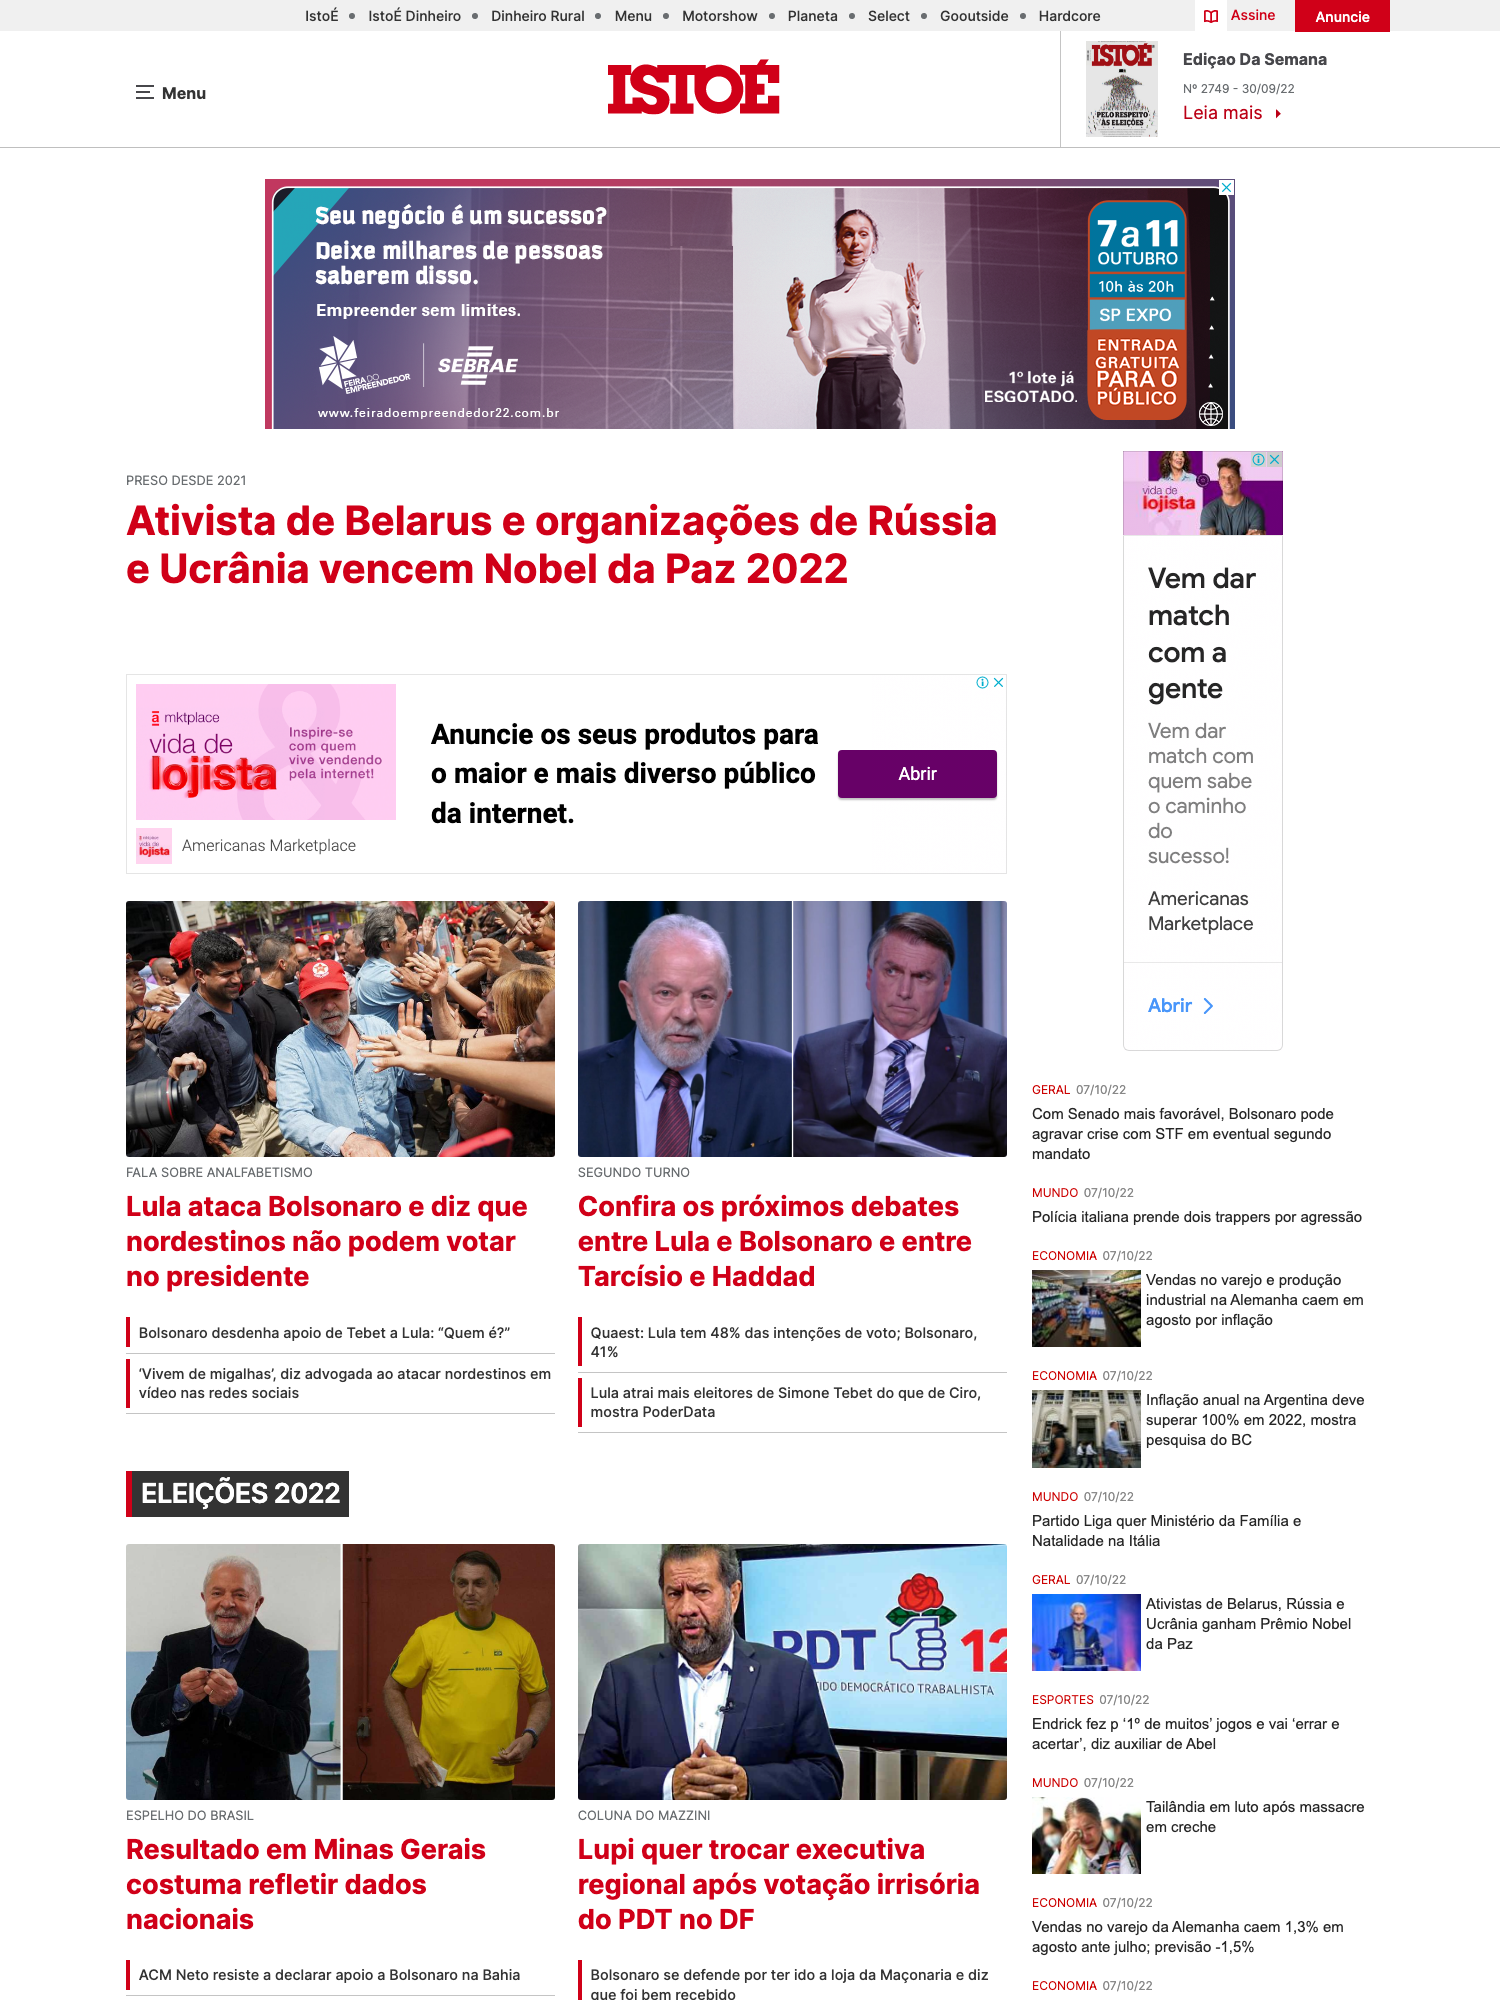 IstoÉ • IstoÉ Dinheiro • Dinheiro Rural • Menu • Motorshow • Planeta • Select • Gooutside • Hardcore
Assine
Anuncie
Menu
ISTOÉ
ISTOÉ
PELO RESPEITO
ÀS ELEIÇÕES
Ediçao Da Semana
Nº 2749 - 30/09/22
Leia mais
Seu negócio é um sucesso?
Deixe milhares de pessoas
saberem disso.
Empreender sem limites.
FEIRA DO
EMPREENDEDOR
SEBRAE
www.feiradoempreendedor22.com.br
1º lote já
ESGOTADO.
7a11
OUTUBRO
10h às 20h
SP EXPO
ENTRADA
GRATUITA
PARA O
PÚBLICO
PRESO DESDE 2021
Ativista de Belarus e organizações de Rússia
e Ucrânia vencem Nobel da Paz 2022
a mktplace
vida de
lojista
Inspire-se
com quem
vive vendendo
pela internet!
vida de
lojista
Americanas Marketplace
Anuncie os seus produtos para
o maior e mais diverso público
da internet.
Abrir
FALA SOBRE ANALFABETISMO
Lula ataca Bolsonaro e diz que
nordestinos não podem votar
no presidente
Bolsonaro desdenha apoio de Tebet a Lula: “Quem é?”
‘Vivem de migalhas’, diz advogada ao atacar nordestinos em
vídeo nas redes sociais
SEGUNDO TURNO
Confira os próximos debates
entre Lula e Bolsonaro e entre
Tarcísio e Haddad
Quaest: Lula tem 48% das intenções de voto; Bolsonaro,
41%
Lula atrai mais eleitores de Simone Tebet do que de Ciro,
mostra PoderData
ELEIÇÕES 2022
BRASIL
ESPELHO DO BRASIL
Resultado em Minas Gerais
costuma refletir dados
nacionais
ACM Neto resiste a declarar apoio a Bolsonaro na Bahia
PDT 12
TIDO DEMOCRÁTICO TRABALHISTA
COLUNA DO MAZZINI
Lupi quer trocar executiva
regional após votação irrisória
do PDT no DF
Bolsonaro se defende por ter ido a loja da Maçonaria e diz
que foi bem recebido
vida de
lojista
Vem dar
match
com a
gente
Vem dar
match com
quem sabe
o caminho
do
sucesso!
Americanas
Marketplace
Abrir
GERAL 07/10/22
Com Senado mais favorável, Bolsonaro pode
agravar crise com STF em eventual segundo
mandato
MUNDO 07/10/22
Polícia italiana prende dois trappers por agressão
ECONOMIA 07/10/22
Vendas no varejo e produção
industrial na Alemanha caem em
agosto por inflação
ECONOMIA 07/10/22
Inflação anual na Argentina deve
superar 100% em 2022, mostra
pesquisa do BC
MUNDO 07/10/22
Partido Liga quer Ministério da Família e
Natalidade na Itália
GERAL 07/10/22
Ativistas de Belarus, Rússia e
Ucrânia ganham Prêmio Nobel
da Paz
ESPORTES 07/10/22
Endrick fez p ‘1º de muitos’ jogos e vai ‘errar e
acertar’, diz auxiliar de Abel
MUNDO 07/10/22
Tailândia em luto após massacre
em creche
ECONOMIA 07/10/22
Vendas no varejo da Alemanha caem 1,3% em
agosto ante julho; previsão -1,5%
ECONOMIA 07/10/22